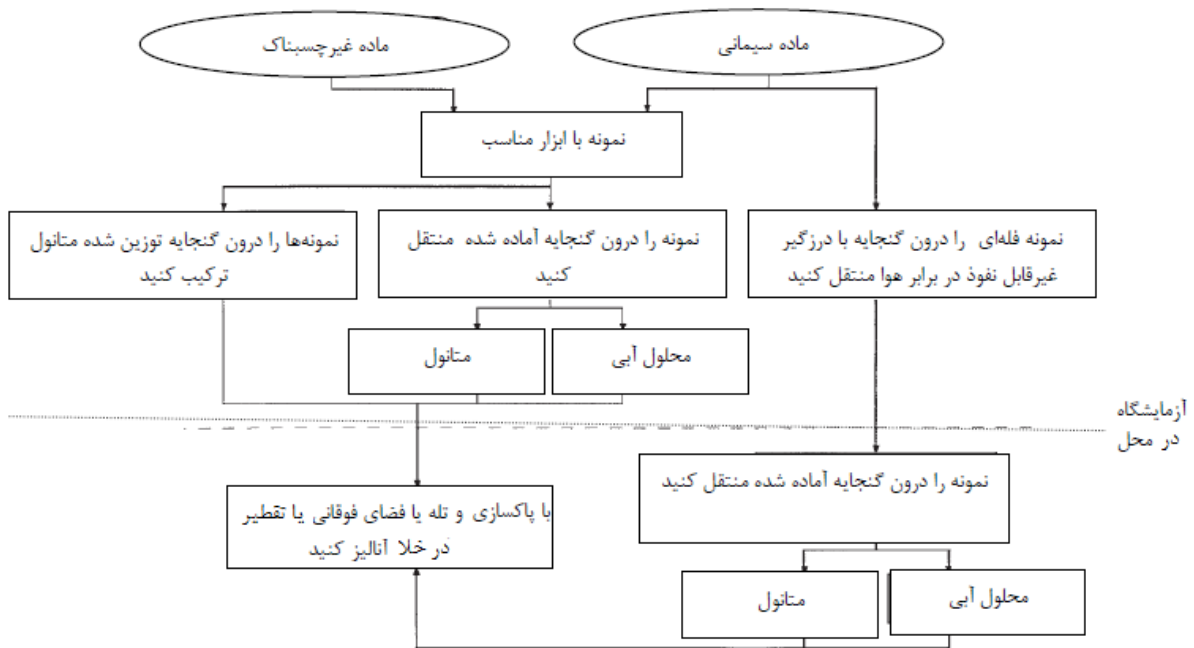 ماده سیمانی
ماده غیرچسبناک
نمونه با ابزار مناسب
نمونه فله‌ای را درون گنجایه با درزگیر
غیرقابل نفوذ در برابر هوا منتقل کنید
نمونه را درون گنجایه آماده شده منتقل
کنید
نمونه‌ها را درون گنجایه توزین شده متانول
ترکیب کنید
محلول آبی
متانول
آزمایشگاه
در محل
نمونه را درون گنجایه آماده شده منتقل کنید
با پاکسازی و تله یا فضای فوقانی یا تقطیر
در خلا آنالیز کنید
محلول آبی
متانول